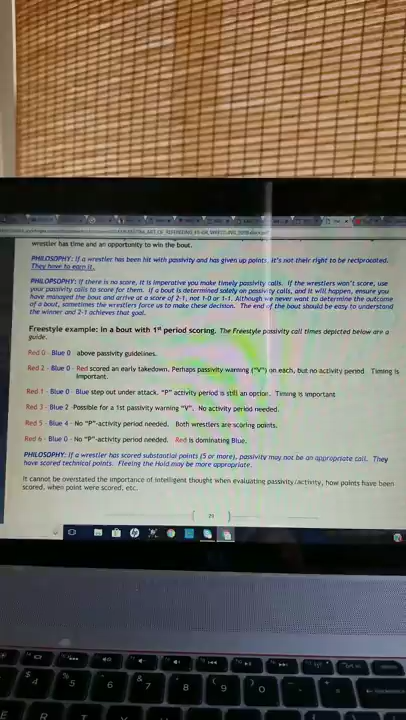 wrestler has time and an opportunity to win the bout.
PHILOSOPHY: If a wrestler has been hit with passivity and has given up points, it's not their right to be reciprocated.
They have to earn it.
PHILOPSOPHY: If there is no score, it is imperative you make timely passivity calls. If the wrestlers won't score, use
your passivity calls to score for them. If a bout is determined solely on passivity calls, and it will happen, ensure you
have managed the bout and arrive at a score of 2-1, not 1-0 or 1-1. Although we never want to determine the outcome
of a bout, sometimes the wrestlers force us to make these decision. The end of the bout should be easy to understand
the winner and 2-1 achieves that goal.
Freestyle example: in a bout with 1st period scoring. The Freestyle passivity call times depicted below are a
guide.
Red 0 - Blue 0 above passivity guidelines.
Red 2 - Blue 0 - Red scored an early takedown. Perhaps passivity warning ("V") on each, but no activity period Timing is
important.
Red 1 - Blue 0 - Blue step out under attack. "P" activity period is still an option. Timing is important
Red 3 - Blue 2 -Possible for a 1st passivity warning "V". No activity period needed.
Red 5 - Blue 4 - No "P"-activity period needed. Both wrestlers are scoring points.
Red 6 - Blue 0 - No "P"-activity period needed. Red is dominating Blue.
PHILOSOPHY: If a wrestler has scored substantial points (5 or more), passivity may not be an appropriate call. They
have scored technical points. Fleeing the Hold may be more appropriate.
It cannot be overstated the importance of intelligent thought when evaluating passivity/activity, how points have been
scored, when point were scored, etc.
hp
$ 4 % 5 ^ 6 & 7 * 8 ( 9 ) 0
E R T Y U I O P